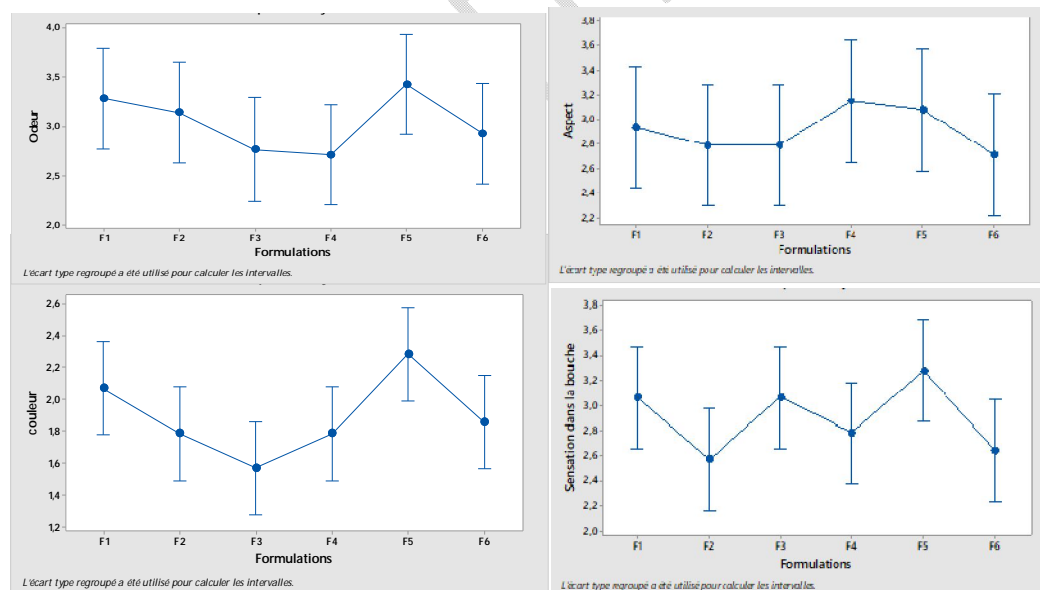 Odeur
4,0
3,5
3,0
2,5
2,0
F1 F2 F3 F4 F5 F6
Formulations
L'écart type regroupé a été utilisé pour calculer les intervalles.
Aspect
3,8
3,6
3,4
3,2
3,0
2,8
2,6
2,4
2,2
F1 F2 F3 F4 F5 F6
Formulations
L'écart type regroupé a été utilisé pour calculer les intervalles.
couleur
2,6
2,4
2,2
2,0
1,8
1,6
1,4
1,2
F1 F2 F3 F4 F5 F6
Formulations
L'écart type regroupé a été utilisé pour calculer les intervalles.
Sensation dans la bouche
3,8
3,6
3,4
3,2
3,0
2,8
2,6
2,4
2,2
2,0
F1 F2 F3 F4 F5 F6
Formulations
L'écart type regroupé a été utilisé pour calculer les intervalles.